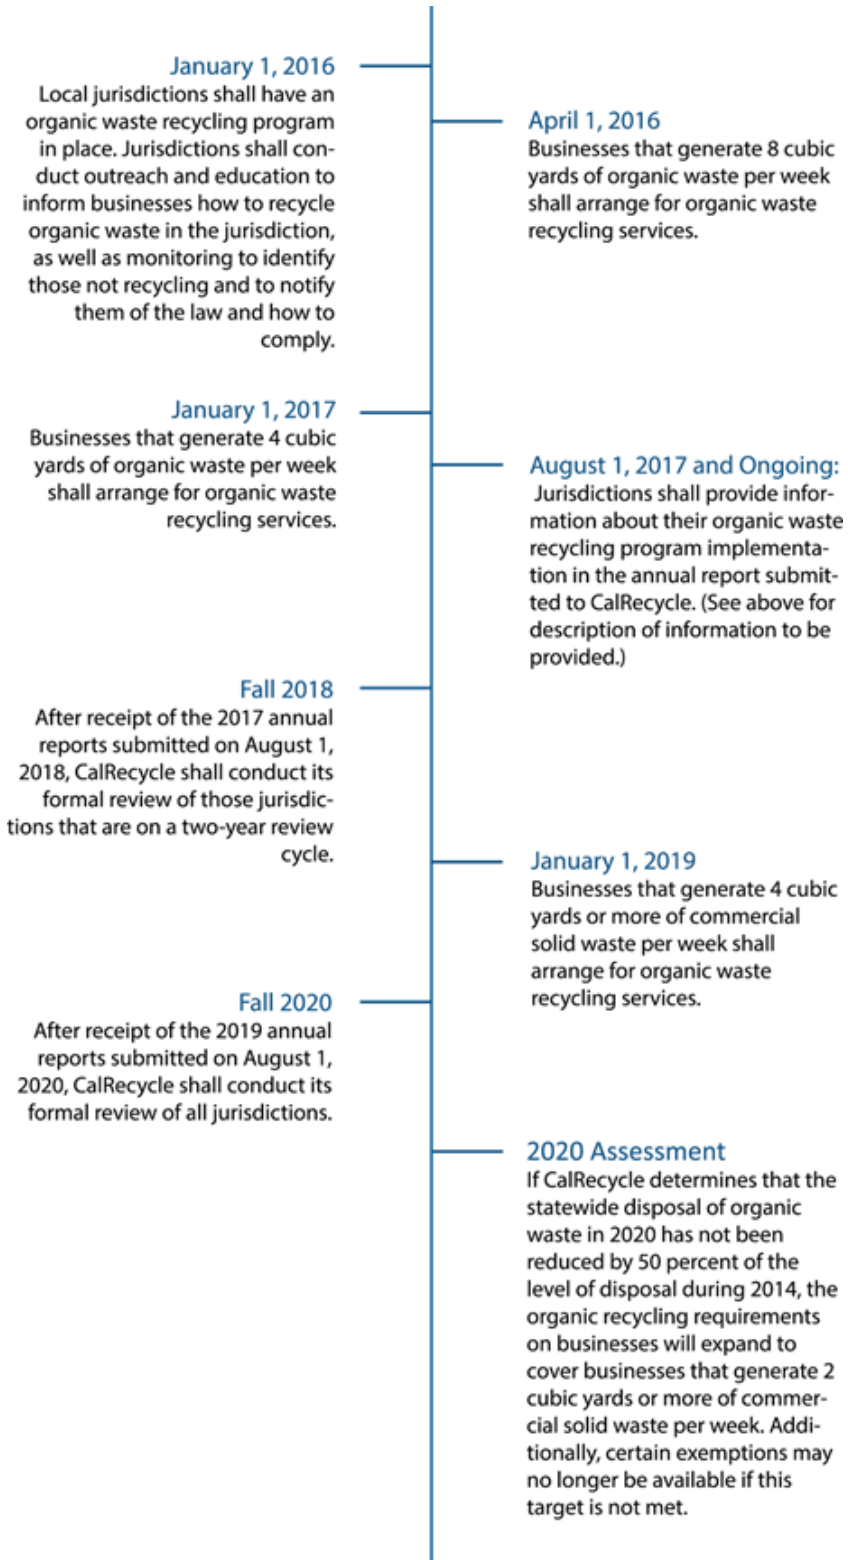 January 1, 2016
Local jurisdictions shall have an
organic waste recycling program
in place. Jurisdictions shall con-
duct outreach and education to
inform businesses how to recycle
organic waste in the jurisdiction,
as well as monitoring to identify
those not recycling and to notify
them of the law and how to
comply.
April 1, 2016
Businesses that generate 8 cubic
yards of organic waste per week
shall arrange for organic waste
recycling services.
January 1, 2017
Businesses that generate 4 cubic
yards of organic waste per week
shall arrange for organic waste
recycling services.
August 1, 2017 and Ongoing:
Jurisdictions shall provide infor-
mation about their organic waste
recycling program implementa-
tion in the annual report submit-
ted to CalRecycle. (See above for
description of information to be
provided.)
Fall 2018
After receipt of the 2017 annual
reports submitted on August 1,
2018, CalRecycle shall conduct its
formal review of those jurisdic-
tions that are on a two-year review
cycle.
January 1, 2019
Businesses that generate 4 cubic
yards or more of commercial
solid waste per week shall
arrange for organic waste
recycling services.
Fall 2020
After receipt of the 2019 annual
reports submitted on August 1,
2020, CalRecycle shall conduct its
formal review of all jurisdictions.
2020 Assessment
If CalRecycle determines that the
statewide disposal of organic
waste in 2020 has not been
reduced by 50 percent of the
level of disposal during 2014, the
organic recycling requirements
on businesses will expand to
cover businesses that generate 2
cubic yards or more of commer-
cial solid waste per week. Addi-
tionally, certain exemptions may
no longer be available if this
target is not met.